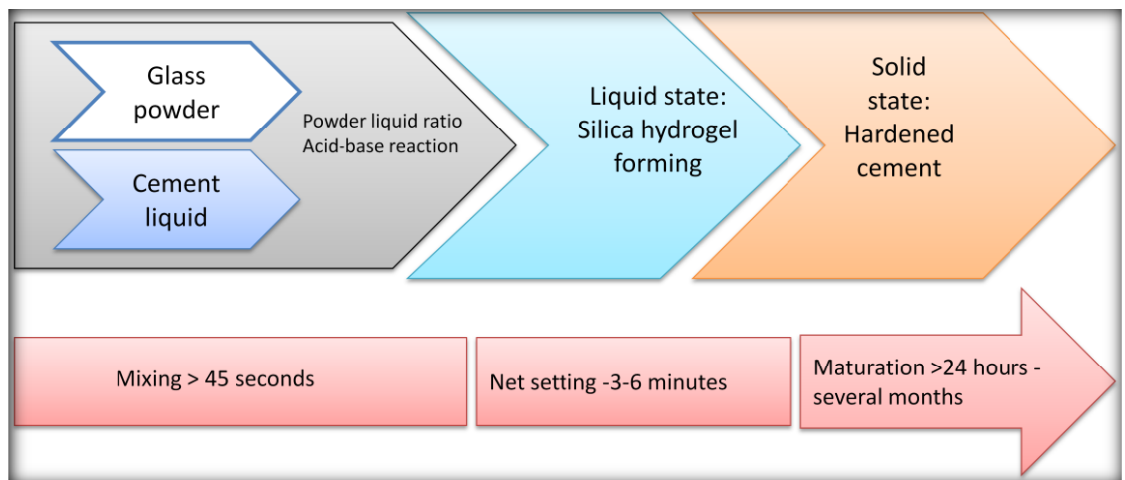 Glass
powder
Cement
liquid
Powder liquid ratio
Acid-base reaction
Liquid state:
Silica hydrogel
forming
Solid
state:
Hardened
cement
Mixing > 45 seconds
Net setting -3-6 minutes
Maturation >24 hours -
several months